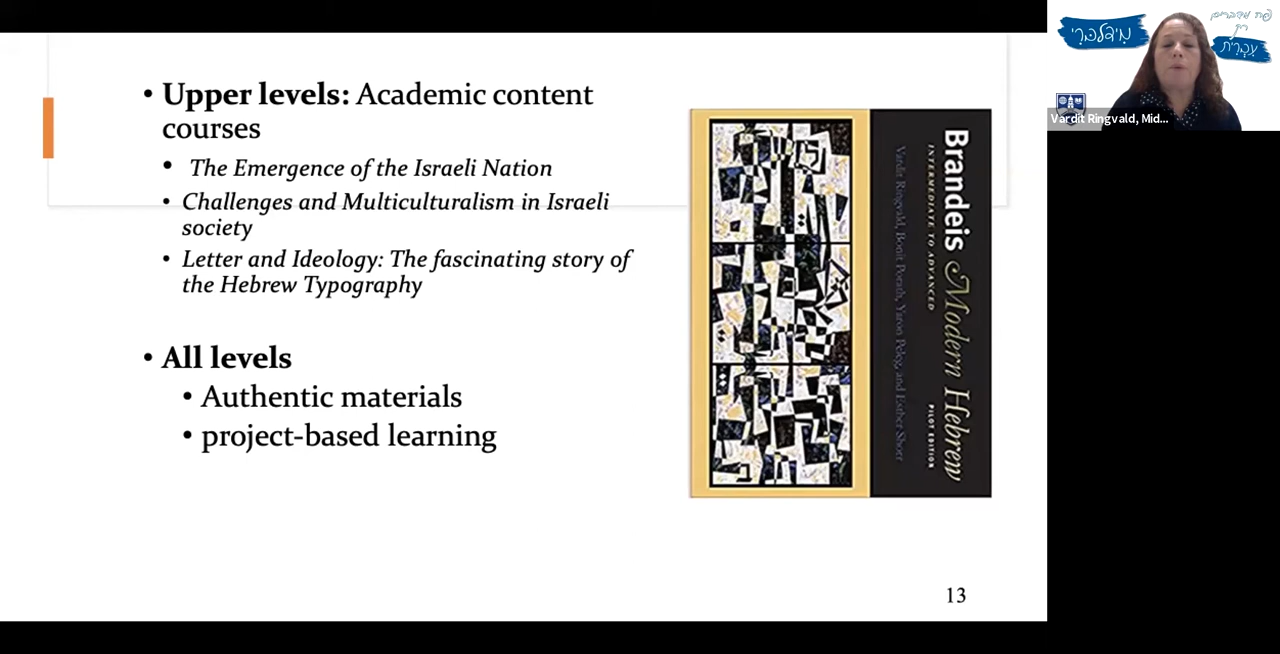 • Upper levels: Academic content
courses
• The Emergence of the Israeli Nation
• Challenges and Multiculturalism in Israeli
society
• Letter and Ideology: The fascinating story of
the Hebrew Typography
• All levels
• Authentic materials
• project-based learning
Brandeis Modern Hebrew
INTERMEDIATE TO ADVANCED
PILOT EDITION
Vardit Ringvald, Bonit Porath, Yaron Peleg, and Esther Shorr
13
מִידלבּרִי
עִבְרִית
Vardit Ringvald, Mid...